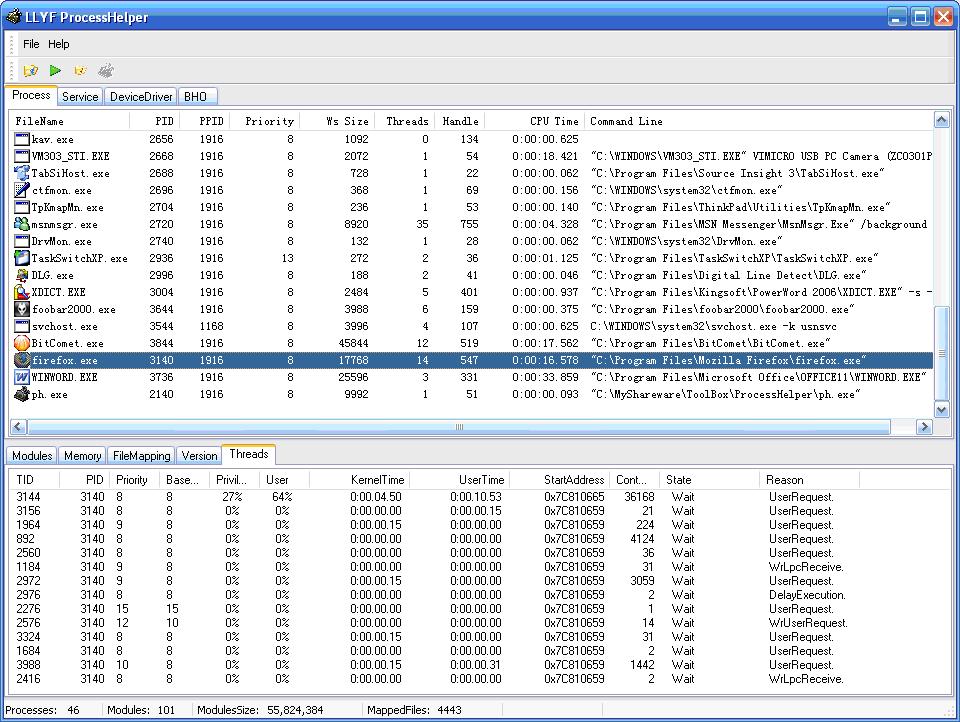 LLYF ProcessHelper
File Help
Process Service DeviceDriver BHO
FileName PID PPID Priority Ws Size Threads Handle CPU Time Command Line
kav.exe 2656 1916 8 1092 0 134 0:00:00.625
VM303_STI.EXE 2668 1916 8 2072 1 54 0:00:18.421 "C:\WINDOWS\VM303_STI.EXE" VIMICRO USB PC Camera (ZC0301P
TabSiHost.exe 2688 1916 8 728 1 22 0:00:00.062 "C:\Program Files\Source Insight 3\TabSiHost.exe"
ctfmon.exe 2696 1916 8 368 1 69 0:00:00.156 "C:\WINDOWS\system32\ctfmon.exe"
TpKmapMn.exe 2704 1916 8 236 1 53 0:00:00.140 "C:\Program Files\ThinkPad\Utilities\TpKmapMn.exe"
msnmsgr.exe 2720 1916 8 8920 35 755 0:00:04.328 "C:\Program Files\MSN Messenger\MsnMsgr.Exe" /background
DrvMon.exe 2740 1916 8 132 1 28 0:00:00.062 "C:\WINDOWS\system32\DrvMon.exe"
TaskSwitchXP.exe 2936 1916 13 272 2 36 0:00:01.125 "C:\Program Files\TaskSwitchXP\TaskSwitchXP.exe"
DLG.exe 2996 1916 8 188 2 41 0:00:00.046 "C:\Program Files\Digital Line Detect\DLG.exe"
XDICT.EXE 3004 1916 8 2484 5 401 0:00:00.937 "C:\Program Files\Kingsoft\PowerWord 2006\XDICT.EXE" -s -
foobar2000.exe 3644 1916 8 3988 6 159 0:00:00.375 "C:\Program Files\foobar2000\foobar2000.exe"
svchost.exe 3544 1168 8 3996 4 107 0:00:00.625 C:\WINDOWS\system32\svchost.exe -k usnsvc
BitComet.exe 3844 1916 8 45844 12 519 0:00:17.562 "C:\Program Files\BitComet\BitComet.exe"
firefox.exe 3140 1916 8 17768 14 547 0:00:16.578 "C:\Program Files\Mozilla Firefox\firefox.exe"
WINWORD.EXE 3736 1916 8 25596 3 331 0:00:33.859 "C:\Program Files\Microsoft Office\OFFICE11\WINWORD.EXE"
ph.exe 2140 1916 8 9992 1 51 0:00:00.093 "C:\MyShareware\ToolBox\ProcessHelper\ph.exe"
Modules Memory FileMapping Version Threads
TID PID Priority Base... Privil... User KernelTime UserTime StartAddress Cont... State Reason
3144 3140 8 8 27% 64% 0:00.04.50 0:00.10.53 0x7C810665 36168 Wait UserRequest.
3156 3140 8 8 0% 0% 0:00.00.00 0:00.00.15 0x7C810659 21 Wait UserRequest.
1964 3140 9 8 0% 0% 0:00.00.15 0:00.00.00 0x7C810659 224 Wait UserRequest.
892 3140 8 8 0% 0% 0:00.00.00 0:00.00.00 0x7C810659 4124 Wait UserRequest.
2560 3140 8 8 0% 0% 0:00.00.00 0:00.00.00 0x7C810659 36 Wait UserRequest.
1184 3140 9 8 0% 0% 0:00.00.00 0:00.00.00 0x7C810659 31 Wait WrLpcReceive.
2972 3140 9 8 0% 0% 0:00.00.15 0:00.00.00 0x7C810659 3059 Wait UserRequest.
2976 3140 8 8 0% 0% 0:00.00.00 0:00.00.00 0x7C810659 2 Wait DelayExecution.
2276 3140 15 15 0% 0% 0:00.00.00 0:00.00.00 0x7C810659 1 Wait UserRequest.
2576 3140 12 10 0% 0% 0:00.00.00 0:00.00.00 0x7C810659 14 Wait WrUserRequest.
3324 3140 8 8 0% 0% 0:00.00.15 0:00.00.00 0x7C810659 31 Wait UserRequest.
1684 3140 8 8 0% 0% 0:00.00.00 0:00.00.00 0x7C810659 2 Wait UserRequest.
3988 3140 10 8 0% 0% 0:00.00.15 0:00.00.31 0x7C810659 1442 Wait UserRequest.
2416 3140 8 8 0% 0% 0:00.00.00 0:00.00.00 0x7C810659 2 Wait WrLpcReceive.
Processes: 46 Modules: 101 ModulesSize: 55,824,384 MappedFiles: 4443